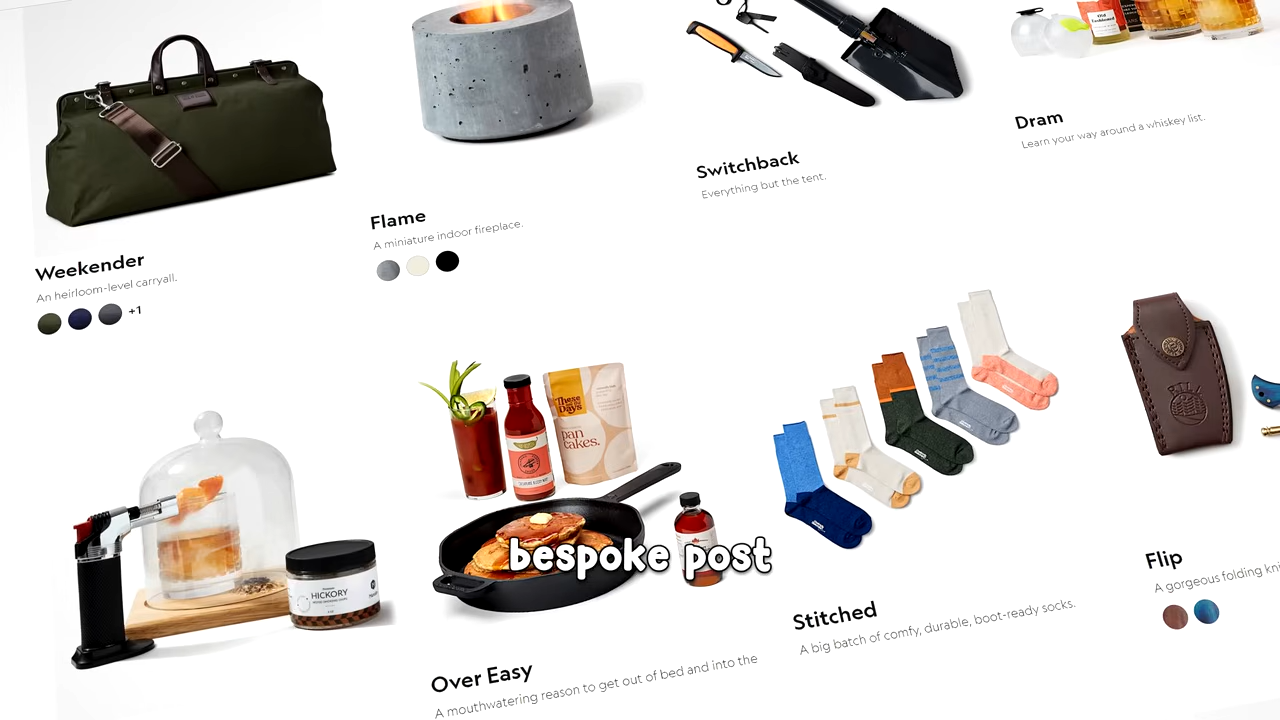 Old
Fashioned
Dram
Learn your way around a whiskey list.
Switchback
Everything but the tent.
Flame
A miniature indoor fireplace.
Weekender
An heirloom-level carryall.
+1
These
Days
pan
cakes.
HICKORY
bespoke post
Flip
A gorgeous folding kni
Stitched
A big batch of comfy, durable, boot-ready socks.
Over Easy
A mouthwatering reason to get out of bed and into the